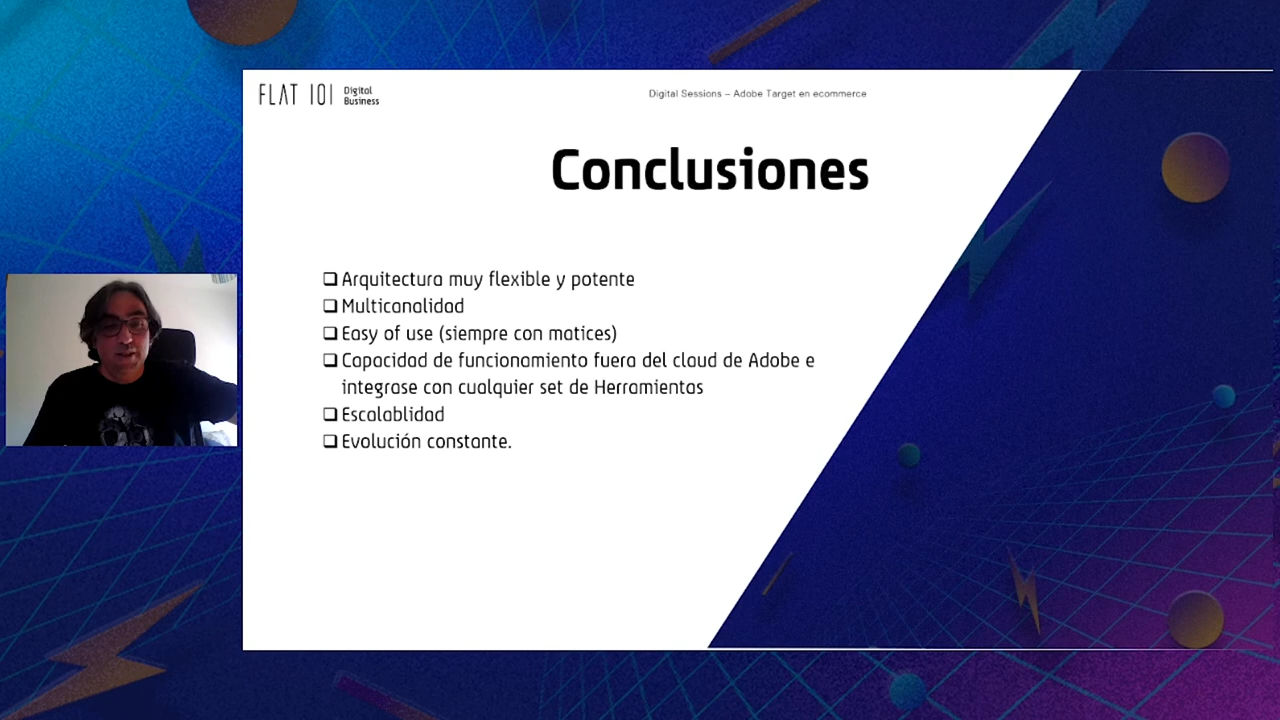 FLAT 101 Digital Business
Digital Sessions – Adobe Target en ecommerce
Conclusiones
Arquitectura muy flexible y potente
Multicanalidad
Easy of use (siempre con matices)
Capacidad de funcionamiento fuera del claud de Adobe e
integrase con cualquier set de Herramientas
Escalablidad
Evolución constante.